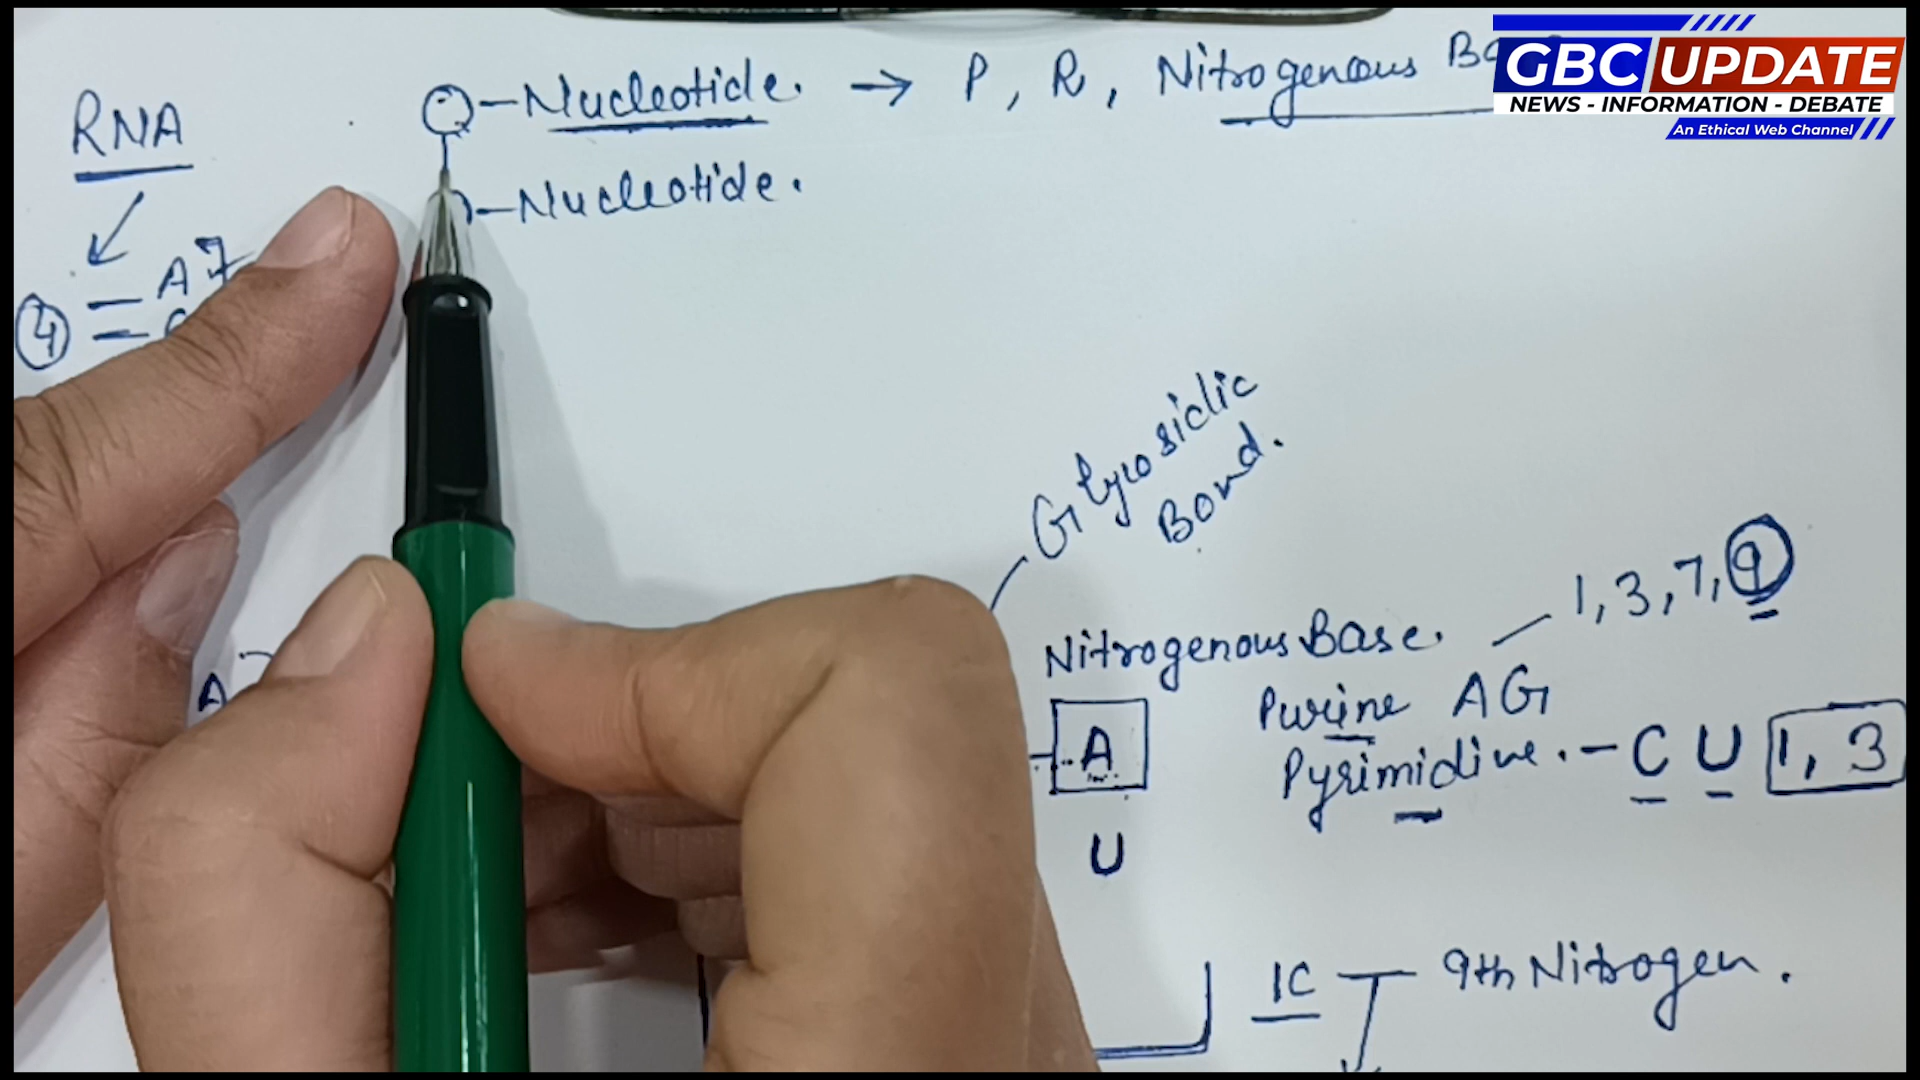 GBC UPDATE
NEWS - INFORMATION - DEBATE
An Ethical Web Channel
RNA
Nucleotide. → P, R, Nitrogenous
Nucleotide.
A
4
Glycosiclic
Bond.
1, 3, 7, 9
Nitrogenous Base.
Purine AG
Pyrimidine. - C U 1, 3
A
A
U
1C
9th Nitrogen.